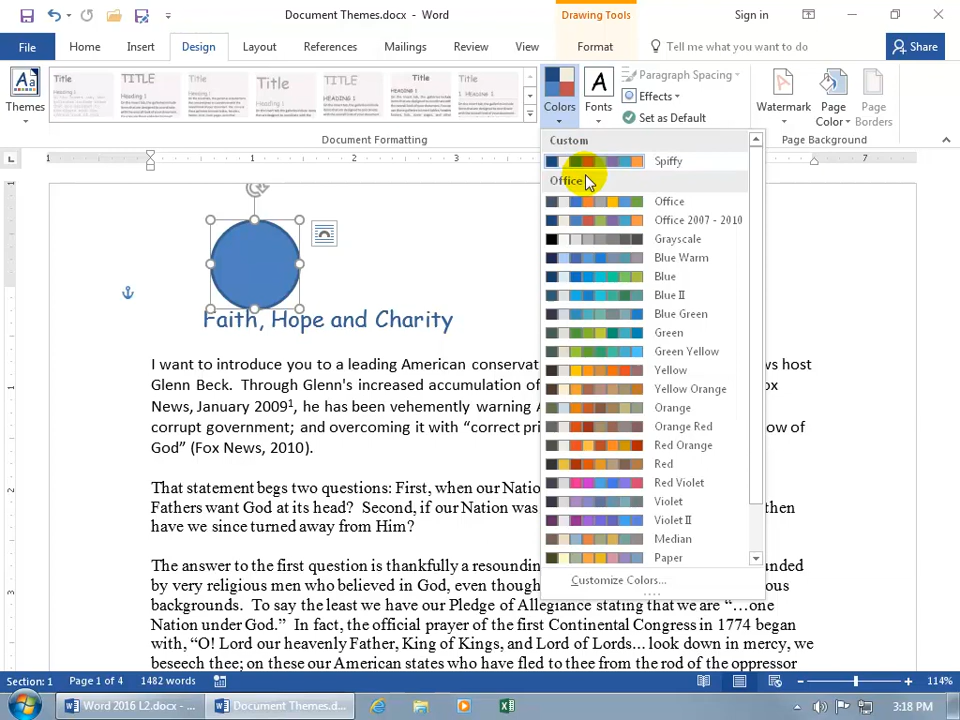 Document Themes.docx - Word
Drawing Tools
Sign in
File
Home
Insert
Design
Layout
References
Mailings
Review
View
Format
Tell me what you want to do
Share
Themes
Title
TITLE
Title
Title
TITLE
Title
Title
Colors
Fonts
Paragraph Spacing
Effects
Set as Default
Watermark
Page Color
Page Borders
Document Formatting
Page Background
Custom
Spiffy
Office
Office
Office 2007 - 2010
Grayscale
Blue Warm
Blue
Blue II
Blue Green
Green
Green Yellow
Yellow
Yellow Orange
Orange
Orange Red
Red Orange
Red
Red Violet
Violet
Violet II
Median
Paper
Customize Colors...
Faith, Hope and Charity
I want to introduce you to a leading American conservat
ws host
Glenn Beck. Through Glenn's increased accumulation of
Fox
News, January 2009¹, he has been vehemently warning A
corrupt government; and overcoming it with “correct pri
ow of
God” (Fox News, 2010).
That statement begs two questions: First, when our Natio
Fathers want God at its head? Second, if our Nation was
then
have we since turned away from Him?
The answer to the first question is thankfully a resoundin
unded
by very religious men who believed in God, even though
ious
backgrounds. To say the least we have our Pledge of Allegiance stating that we are “…one
Nation under God.” In fact, the official prayer of the first Continental Congress in 1774 began
with, “O! Lord our heavenly Father, King of Kings, and Lord of Lords... look down in mercy, we
beseech thee; on these our American states who have fled to thee from the rod of the oppressor
Section: 1
Page 1 of 4
1482 words
114%
Word 2016 L2.docx - ...
Document Themes.d...
3:18 PM